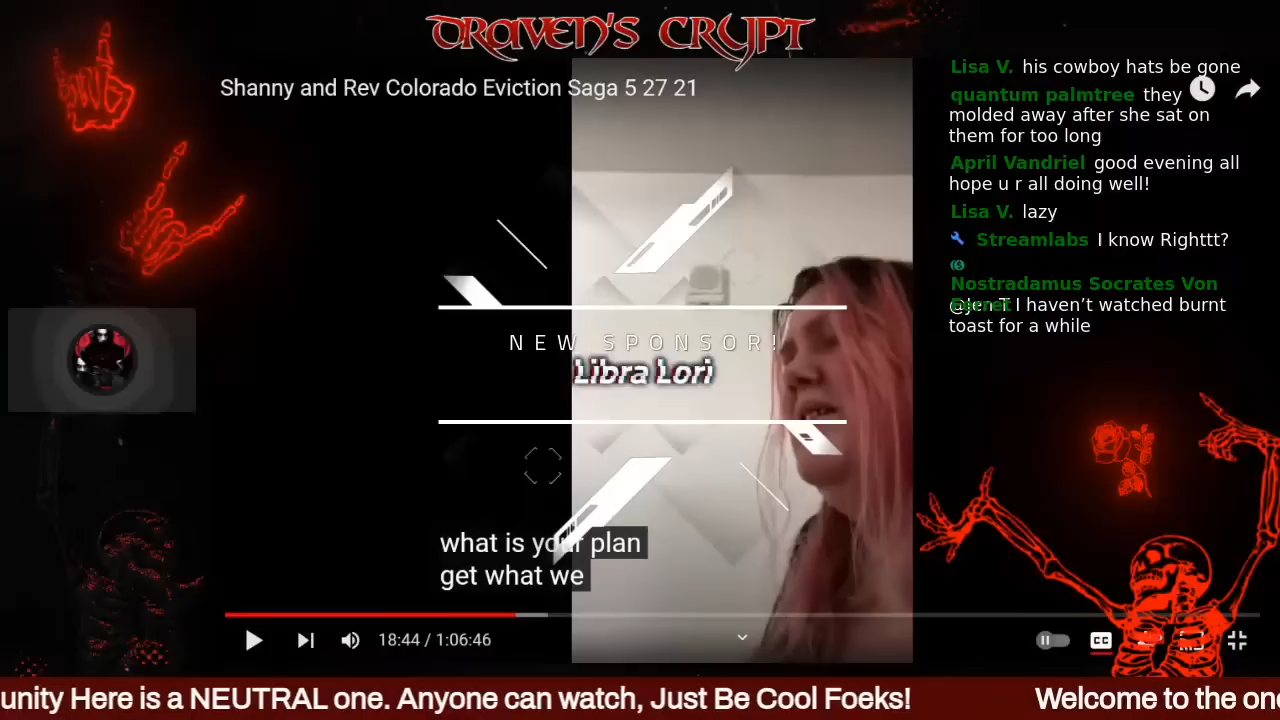 DRAVEN'S CRYPT
Shanny and Rev Colorado Eviction Saga 5 27 21
Lisa V. his cowboy hats be gone
quantum palmtree they
molded away after she sat on
them for too long
April Vandriel good evening all
hope u r all doing well!
Lisa V. lazy
Streamlabs I know Righttt?
Nostradamus Socrates Von
Ferret
@Jen T I haven't watched burnt
toast for a while
NEW SPONSOR!
Libra Lori
what is your plan
get what we
18:44 / 1:06:46
CC
unity Here is a NEUTRAL one. Anyone can watch, Just Be Cool Foeks! Welcome to the one